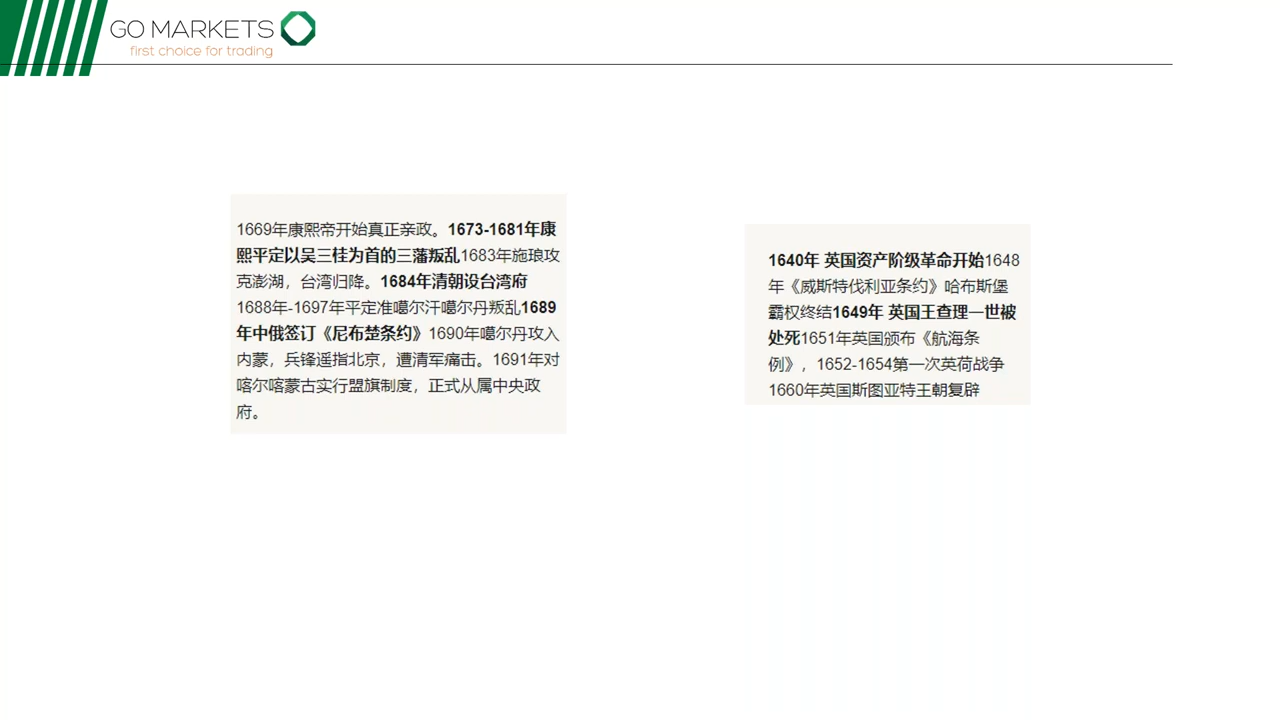 GO MARKETS
first choice for trading
1669年康熙帝开始真正亲政。1673-1681年康
熙平定以吴三桂为首的三藩叛乱1683年施琅攻
克澎湖，台湾归降。1684年清朝设台湾府
1688年-1697年平定准噶尔汗噶尔丹叛乱1689
年中俄签订《尼布楚条约》1690年噶尔丹攻入
内蒙，兵锋遥指北京，遭清军痛击。1691年对
喀尔喀蒙古实行盟旗制度，正式从属中央政
府。
1640年 英国资产阶级革命开始1648
年《威斯特伐利亚条约》哈布斯堡
霸权终结1649年 英国王查理一世被
处死1651年英国颁布《航海条
例》，1652-1654第一次英荷战争
1660年英国斯图亚特王朝复辟